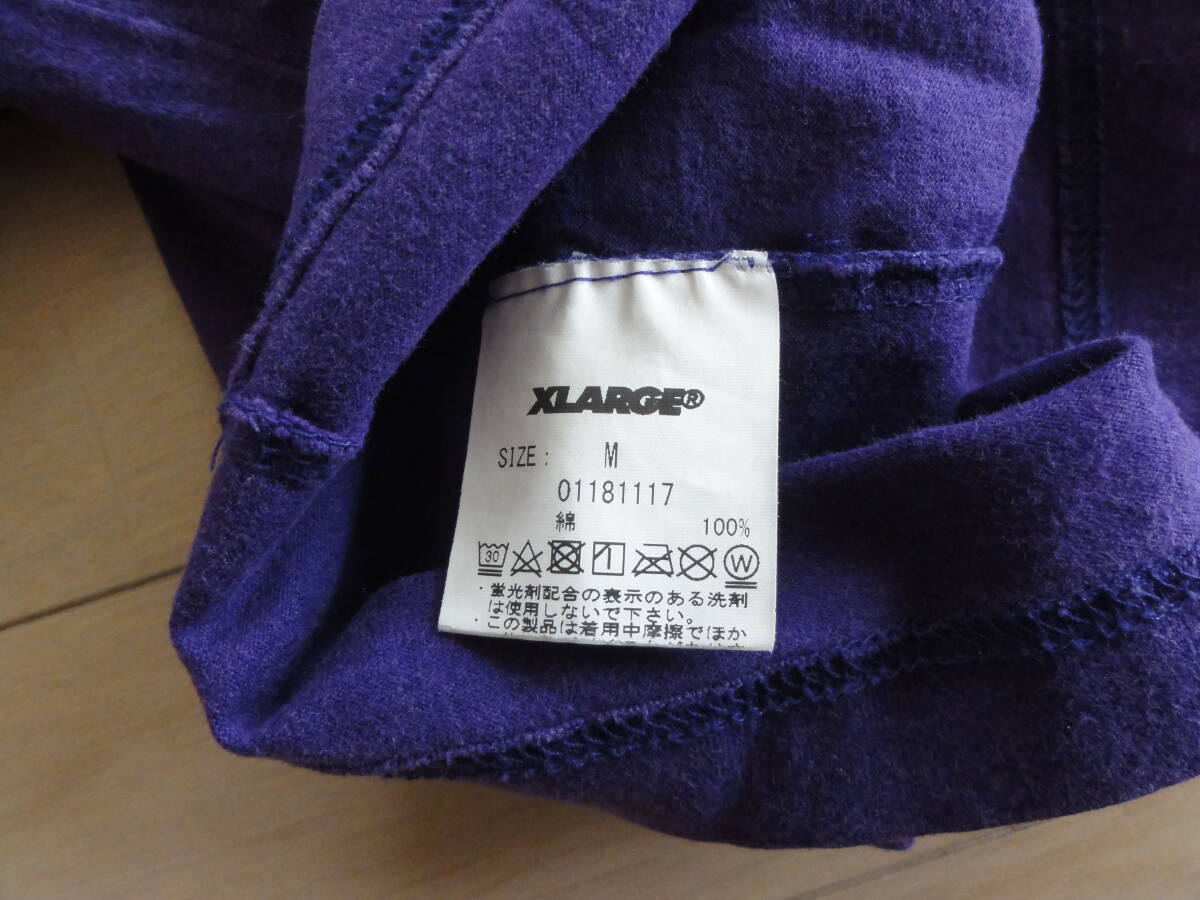 XLARGE®
SIZE: M
01181117
綿 100%
30 W
・蛍光剤配合の表示のある洗剤
は使用しないで下さい。
・この製品は着用中摩擦でほか